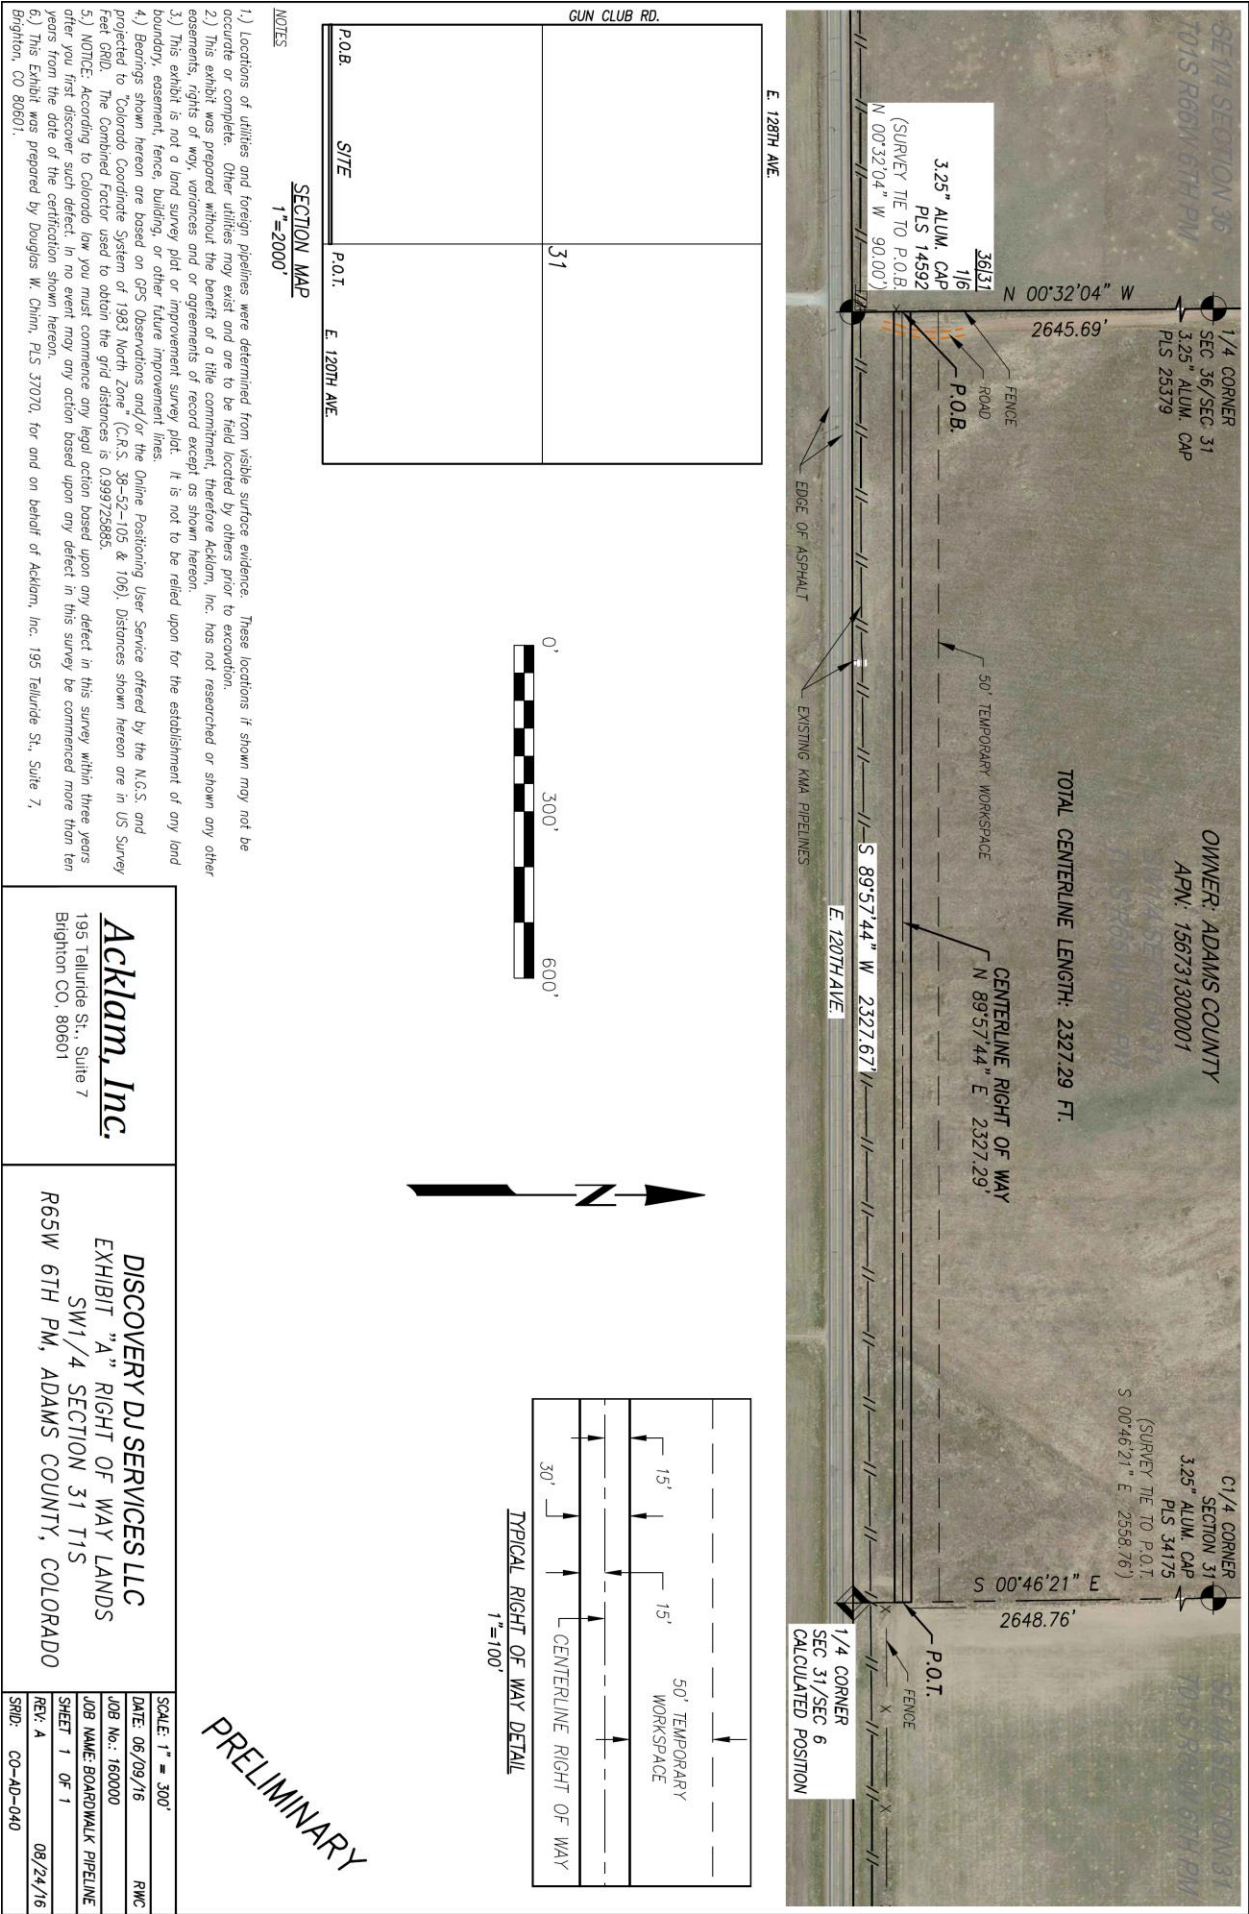 SE1/4 SECTION 36
T01S R66W 6TH PM
1/4 CORNER
SEC 36/SEC 31
3.25" ALUM. CAP
PLS 25379
N 00°32'04" W
2645.69'
36|31
1|6
3.25" ALUM. CAP
PLS 14592
(SURVEY TIE TO P.O.B.
N 00°32'04" W 90.00')
FENCE
ROAD
P.O.B.
EDGE OF ASPHALT
50' TEMPORARY WORKSPACE
EXISTING KMA PIPELINES
OWNER: ADAMS COUNTY
APN: 156731300001
TOTAL CENTERLINE LENGTH: 2327.29 FT.
CENTERLINE RIGHT OF WAY
N 89°57'44" E 2327.29'
S 89°57'44" W 2327.67'
E. 120TH AVE.
C1/4 CORNER
SECTION 31
3.25" ALUM. CAP
PLS 34175
(SURVEY TIE TO P.O.T.
S 00°46'21" E 2558.76')
S 00°46'21" E
2648.76'
P.O.T.
FENCE
1/4 CORNER
SEC 31/SEC 6
CALCULATED POSITION
SE1/4 SECTION 31
T01S R65W 6TH PM
E. 128TH AVE.
GUN CLUB RD.
31
P.O.B.
SITE
P.O.T.
E. 120TH AVE.
SECTION MAP
1"=2000'
0'
300'
600'
N
15'
15'
30'
50' TEMPORARY
WORKSPACE
CENTERLINE RIGHT OF WAY
TYPICAL RIGHT OF WAY DETAIL
1"=100'
PRELIMINARY
NOTES
1.) Locations of utilities and foreign pipelines were determined from visible surface evidence. These locations if shown may not be
accurate or complete. Other utilities may exist and are to be field located by others prior to excavation.
2.) This exhibit was prepared without the benefit of a title commitment, therefore Acklam, Inc. has not researched or shown any other
easements, rights of way, variances and or agreements of record except as shown hereon.
3.) This exhibit is not a land survey plat or improvement survey plat. It is not to be relied upon for the establishment of any land
boundary, easement, fence, building, or other future improvement lines.
4.) Bearings shown hereon are based on GPS Observations and/or the Online Positioning User Service offered by the N.G.S. and
projected to "Colorado Coordinate System of 1983 North Zone" (C.R.S. 38-52-105 & 106). Distances shown hereon are in US Survey
Feet GRID. The Combined Factor used to obtain the grid distances is 0.999725885.
5.) NOTICE: According to Colorado law you must commence any legal action based upon any defect in this survey within three years
after you first discover such defect. In no event may any action based upon any defect in this survey be commenced more than ten
years from the date of the certification shown hereon.
6.) This Exhibit was prepared by Douglas W. Chinn, PLS 37070, for and on behalf of Acklam, Inc. 195 Telluride St., Suite 7,
Brighton, CO 80601.
Acklam, Inc.
195 Telluride St., Suite 7
Brighton CO, 80601
DISCOVERY DJ SERVICES LLC
EXHIBIT "A" RIGHT OF WAY LANDS
SW1/4 SECTION 31 T1S
R65W 6TH PM, ADAMS COUNTY, COLORADO
SCALE: 1" = 300'
DATE: 06/09/16 RWC
JOB No.: 160000
JOB NAME: BOARDWALK PIPELINE
SHEET 1 OF 1
REV: A 08/24/16
SRID: CO-AD-040